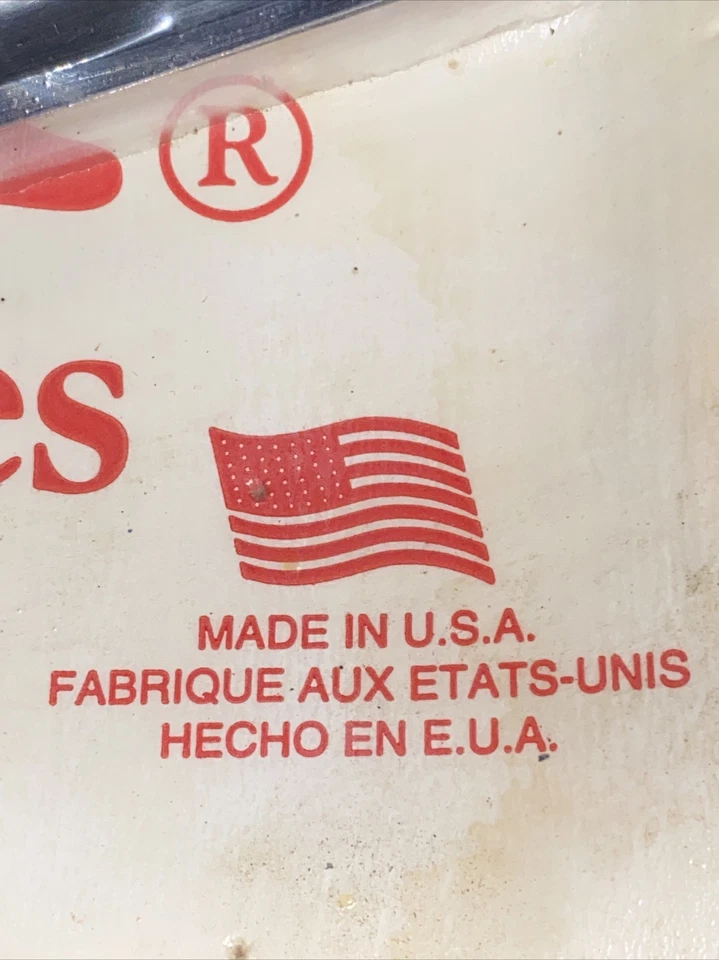 ®
es
MADE IN U.S.A.
FABRIQUE AUX ETATS-UNIS
HECHO EN E.U.A.